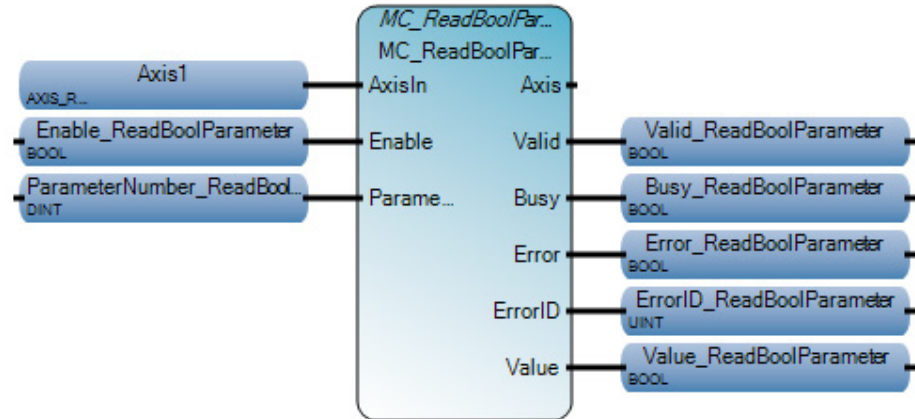 MC_ReadBoolPar...
MC_ReadBoolPar...
Axis1
AXIS_R...
AxisIn
Axis
Enable_ReadBoolParameter
BOOL
Enable
Valid
Valid_ReadBoolParameter
BOOL
ParameterNumber_ReadBool...
DINT
Parame...
Busy
Busy_ReadBoolParameter
BOOL
Error
Error_ReadBoolParameter
BOOL
ErrorID
ErrorID_ReadBoolParameter
UINT
Value
Value_ReadBoolParameter
BOOL